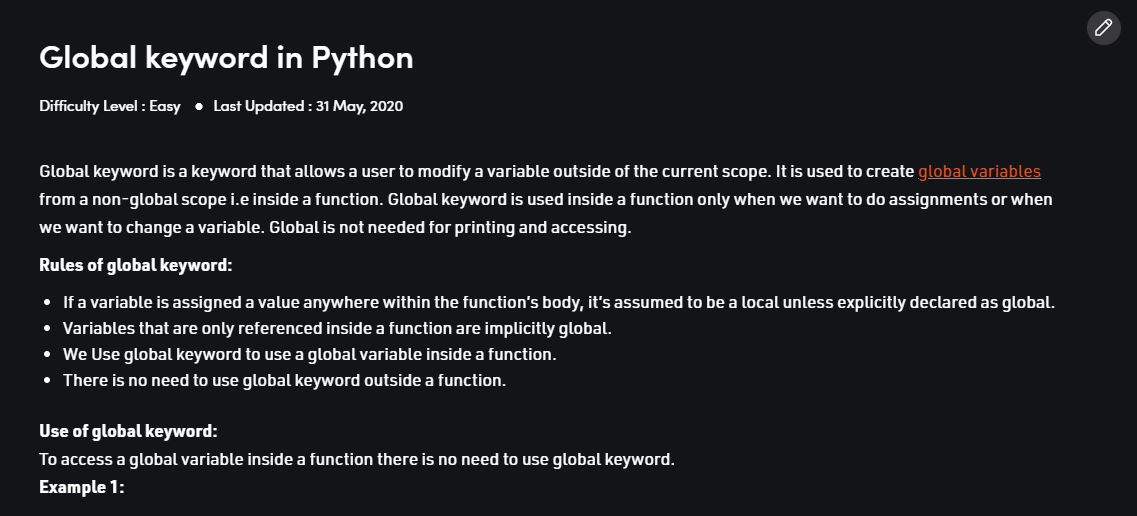 Global keyword in Python
Difficulty Level : Easy ● Last Updated : 31 May, 2020
Global keyword is a keyword that allows a user to modify a variable outside of the current scope. It is used to create global variables
from a non-global scope i.e inside a function. Global keyword is used inside a function only when we want to do assignments or when
we want to change a variable. Global is not needed for printing and accessing.
Rules of global keyword:
• If a variable is assigned a value anywhere within the function’s body, it’s assumed to be a local unless explicitly declared as global.
• Variables that are only referenced inside a function are implicitly global.
• We Use global keyword to use a global variable inside a function.
• There is no need to use global keyword outside a function.
Use of global keyword:
To access a global variable inside a function there is no need to use global keyword.
Example 1: